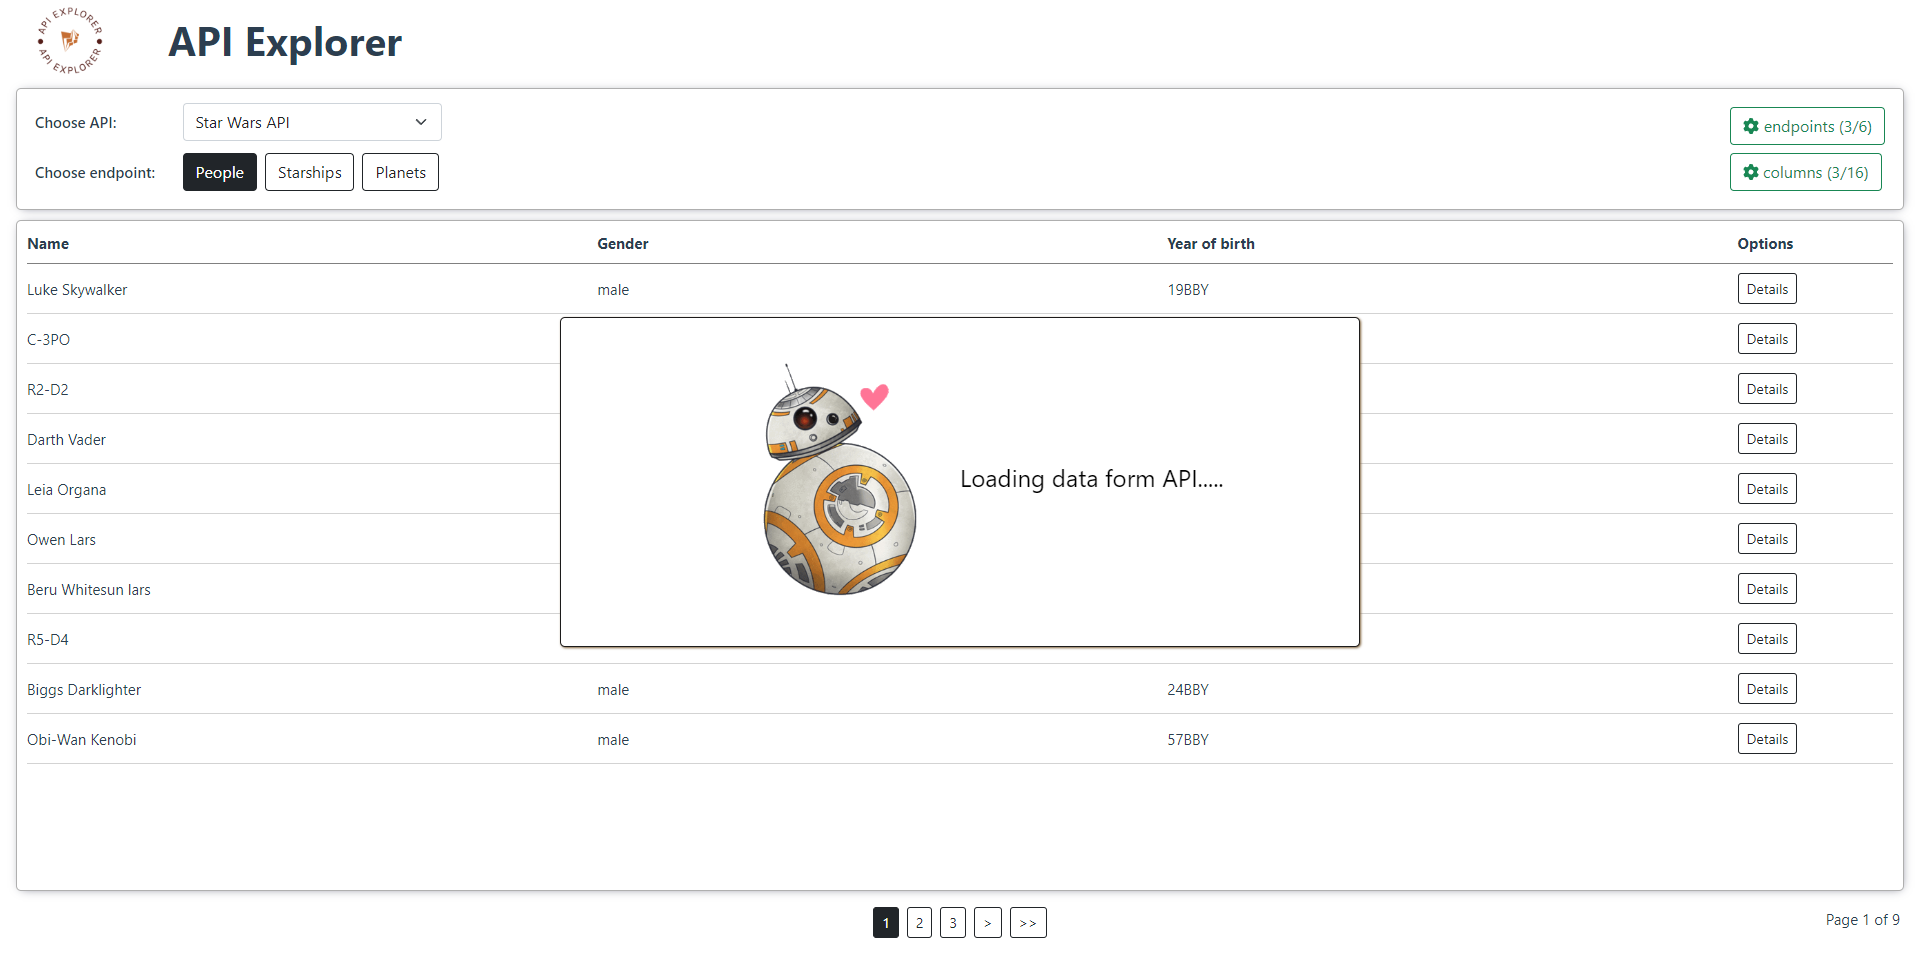 API EXPLORER
API EXPLORER
API Explorer
Choose API:
Star Wars API
endpoints (3/6)
Choose endpoint:
People
Starships
Planets
columns (3/16)
Name Gender Year of birth Options
Luke Skywalker male 19BBY Details
C-3PO Details
R2-D2 Details
Darth Vader Details
Leia Organa Details
Loading data form API.....
Owen Lars Details
Beru Whitesun lars Details
R5-D4 Details
Biggs Darklighter male 24BBY Details
Obi-Wan Kenobi male 57BBY Details
1 2 3 > >>
Page 1 of 9